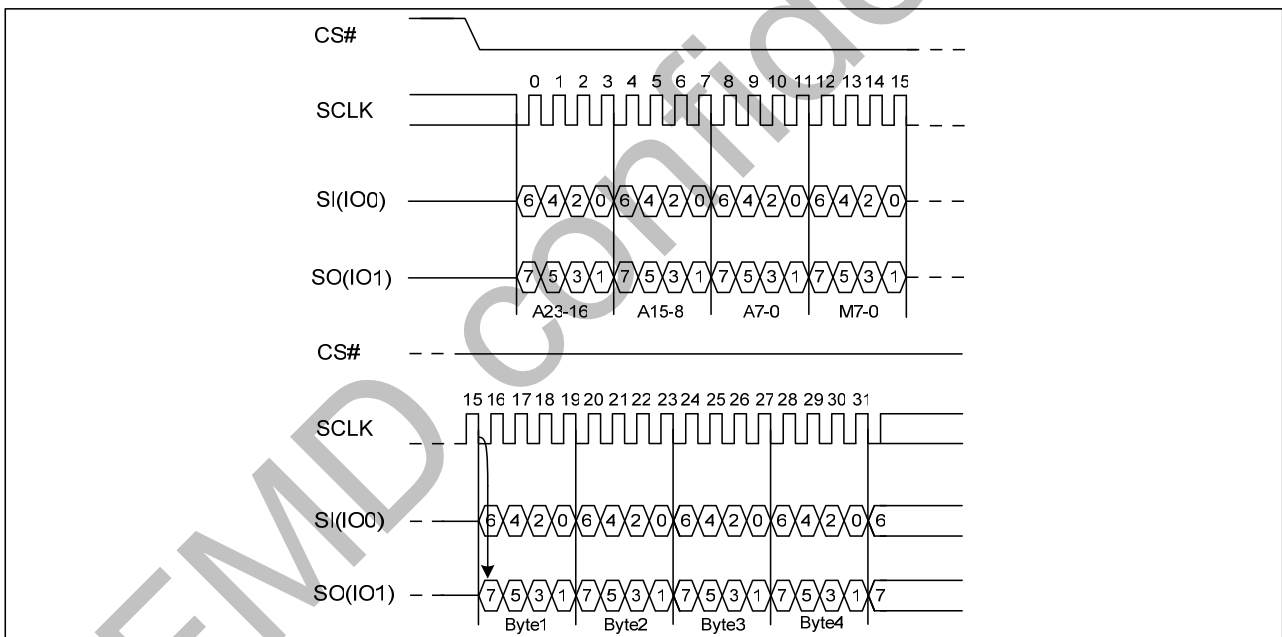 CS#
0 1 2 3 4 5 6 7 8 9 10 11 12 13 14 15
SCLK
SI(IO0) 6 4 2 0 6 4 2 0 6 4 2 0 6 4 2 0
SO(IO1) 7 5 3 1 7 5 3 1 7 5 3 1 7 5 3 1
A23-16 A15-8 A7-0 M7-0
CS#
15 16 17 18 19 20 21 22 23 24 25 26 27 28 29 30 31
SCLK
SI(IO0) 6 4 2 0 6 4 2 0 6 4 2 0 6 4 2 0 6
SO(IO1) 7 5 3 1 7 5 3 1 7 5 3 1 7 5 3 1 7
Byte1 Byte2 Byte3 Byte4